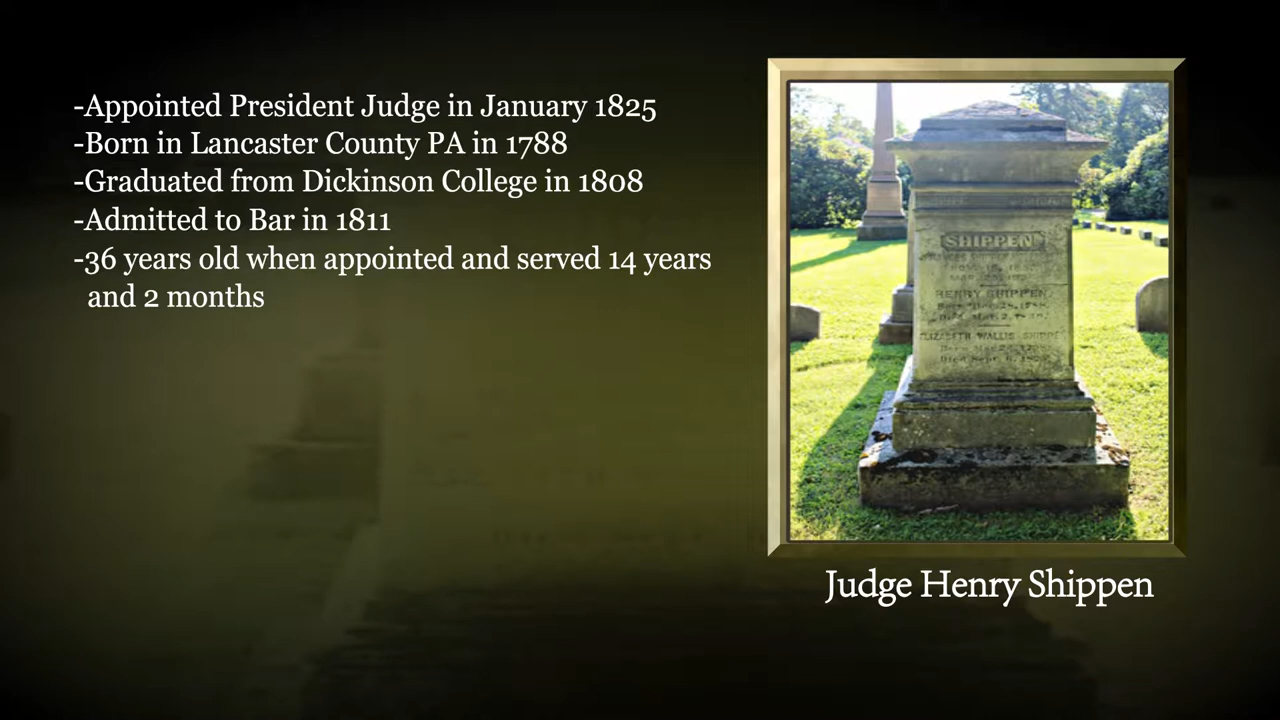 -Appointed President Judge in January 1825
-Born in Lancaster County PA in 1788
-Graduated from Dickinson College in 1808
-Admitted to Bar in 1811
-36 years old when appointed and served 14 years
and 2 months
SHIPPEN
HENRY SHIPPEN
ELIZABETH WALLIS
Judge Henry Shippen